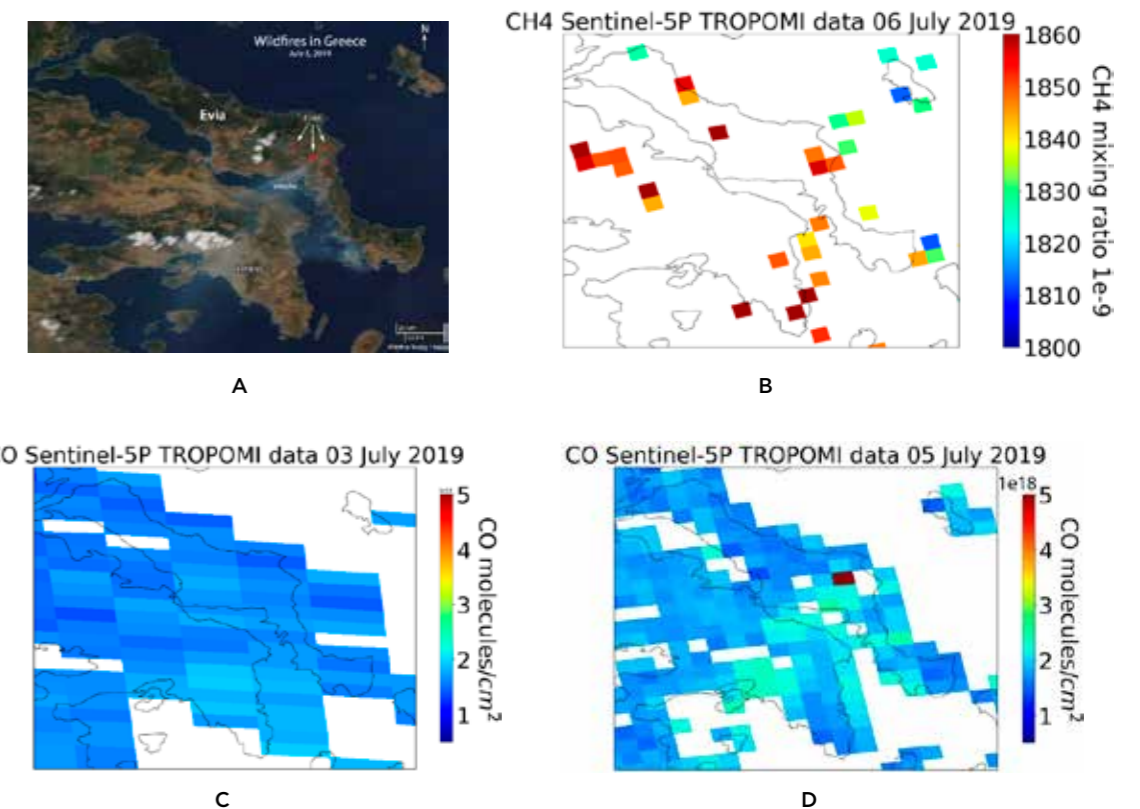 Wildfires in Greece
July 5, 2019
N
Evia
CH4 Sentinel-5P TROPOMI data 06 July 2019
1860
1850
1840
1830
1820
1810
1800
CH4 mixing ratio 1e-9
A
B
O Sentinel-5P TROPOMI data 03 July 2019
5
4
3
2
1
CO molecules/cm²
CO Sentinel-5P TROPOMI data 05 July 2019
1e18
5
4
3
2
1
CO molecules/cm²
C
D